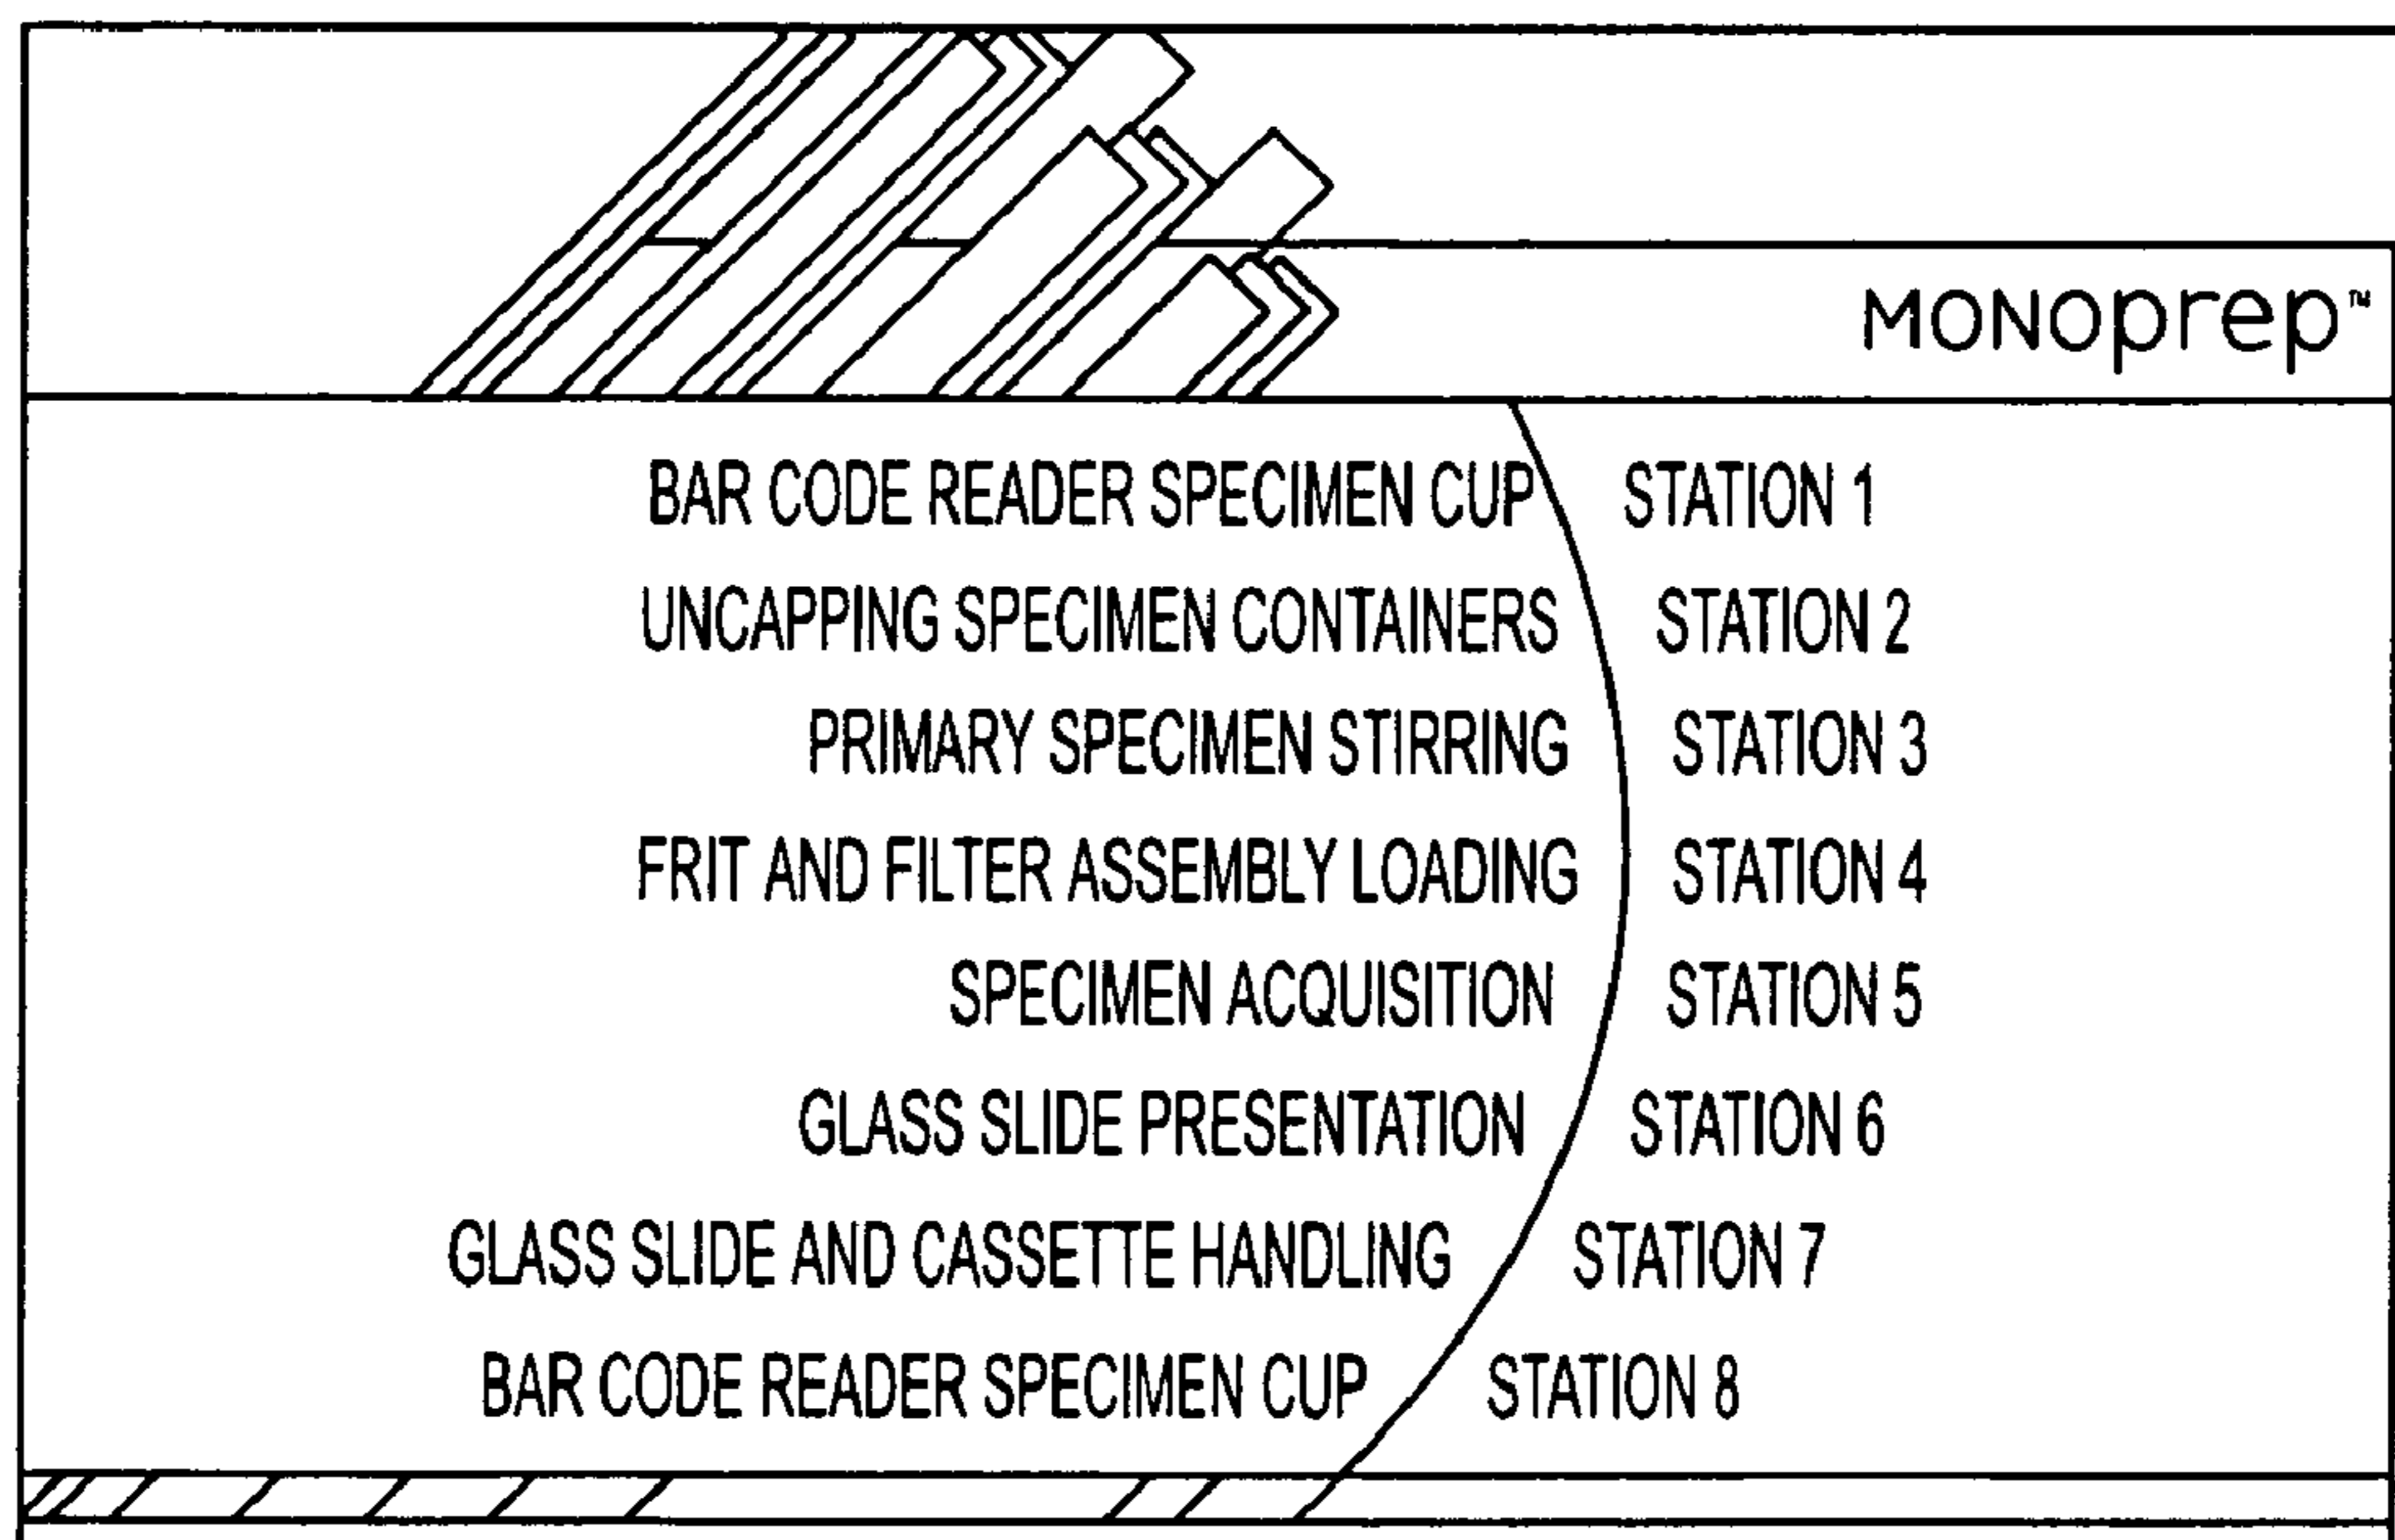 MONOprep™
BAR CODE READER SPECIMEN CUP STATION 1
UNCAPPING SPECIMEN CONTAINERS STATION 2
PRIMARY SPECIMEN STIRRING STATION 3
FRIT AND FILTER ASSEMBLY LOADING STATION 4
SPECIMEN ACQUISITION STATION 5
GLASS SLIDE PRESENTATION STATION 6
GLASS SLIDE AND CASSETTE HANDLING STATION 7
BAR CODE READER SPECIMEN CUP STATION 8